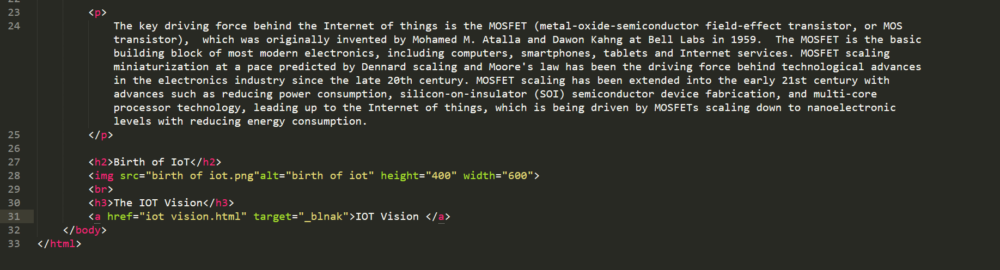 22
23 <p>
24 The key driving force behind the Internet of things is the MOSFET (metal-oxide-semiconductor field-effect transistor, or MOS
transistor),  which was originally invented by Mohamed M. Atalla and Dawon Kahng at Bell Labs in 1959.  The MOSFET is the basic
building block of most modern electronics, including computers, smartphones, tablets and Internet services. MOSFET scaling
miniaturization at a pace predicted by Dennard scaling and Moore's law has been the driving force behind technological advances
in the electronics industry since the late 20th century. MOSFET scaling has been extended into the early 21st century with
advances such as reducing power consumption, silicon-on-insulator (SOI) semiconductor device fabrication, and multi-core
processor technology, leading up to the Internet of things, which is being driven by MOSFETs scaling down to nanoelectronic
levels with reducing energy consumption.
25 </p>
26
27 <h2>Birth of IoT</h2>
28 <img src="birth of iot.png"alt="birth of iot" height="400" width="600">
29 <br>
30 <h3>The IOT Vision</h3>
31 <a href="iot vision.html" target="_blnak">IOT Vision </a>
32 </body>
33 </html>